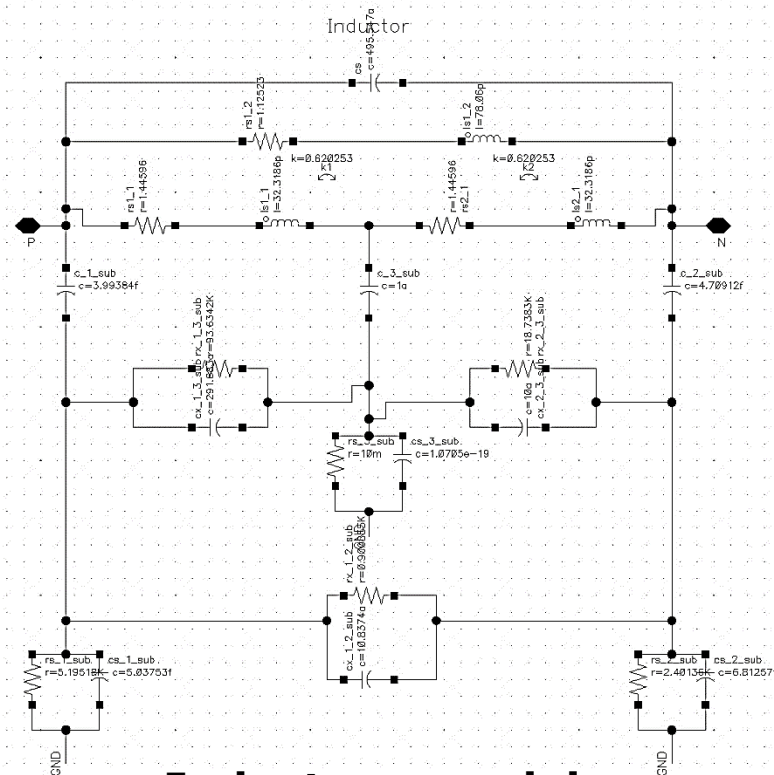 Inductor
cs
rs1_2
r=1.12523
ls1_2
l=78.06p
k=0.620253
k1
k=0.620253
k2
rs1_1
r=1.44596
ls1_1
l=32.3186p
r=1.44596
rs2_1
ls2_1
l=32.3186p
P
N
c_1_sub
c=3.99384f
c_3_sub
c=1a
c_2_sub
c=4.70912f
rx_1_3_sub
r=93.6342K
cx_1_3_sub
r=18.7383K
rx_2_3_sub
c=10a
cx_2_3_sub
rs_3_sub
r=10m
cs_3_sub
c=1.0705e-19
rx_1_2_sub
cx_1_2_sub
c=10.8374a
rs_1_sub
cs_1_sub
c=5.03753f
rs_2_sub
cs_2_sub
GND
GND